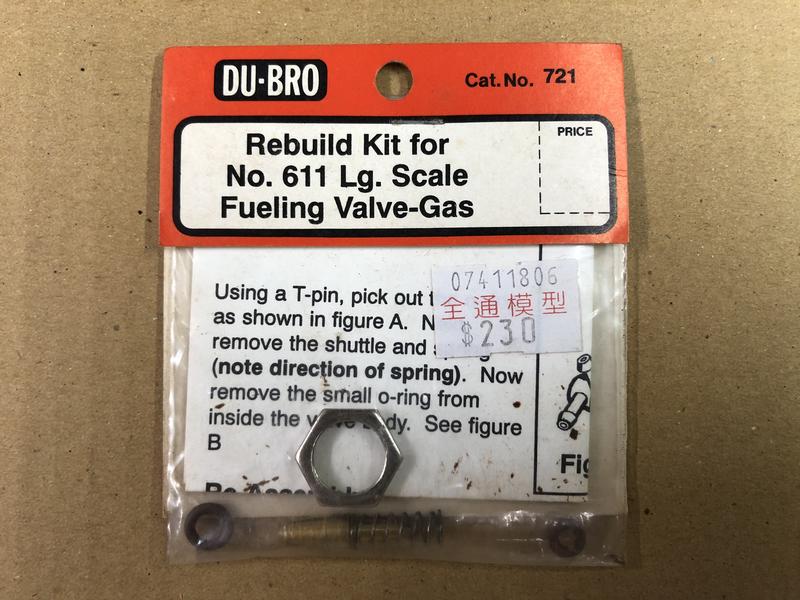 DU-BRO
Cat. No. 721
Rebuild Kit for
No. 611 Lg. Scale
Fueling Valve-Gas
PRICE
07411806
全通模型
$230
Using a T-pin, pick out
as shown in figure A.
remove the shuttle and
(note direction of spring). Now
remove the small o-ring from
inside the body. See figure
B